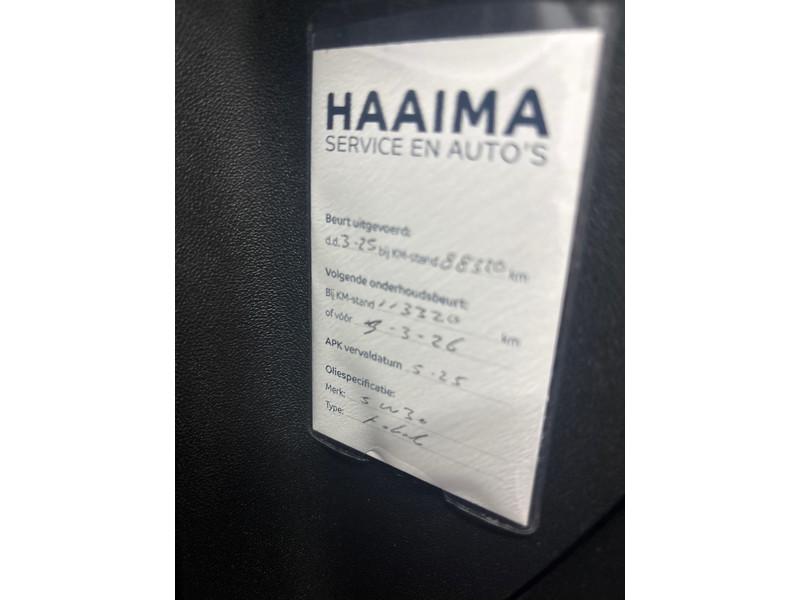 HAAIMA
SERVICE EN AUTO'S
Beurt uitgevoerd:
d.d. 3-25 bij KM-stand 88320 km
Volgende onderhoudsbeurt:
Bij KM-stand 113320 km
of vóór 3-26
APK vervaldatum 5-25
Oliespecificatie:
Merk: 5w30
Type: total